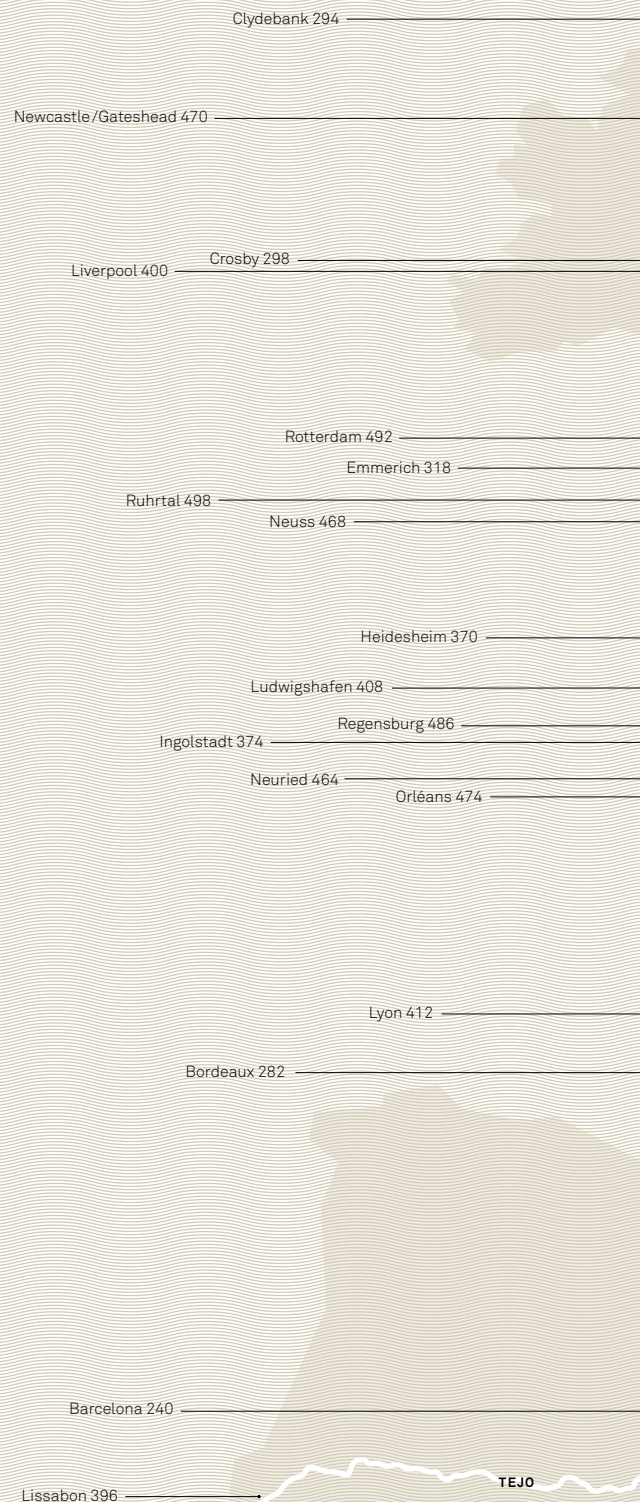 Clydebank 294
Newcastle/Gateshead 470
Crosby 298
Liverpool 400
Rotterdam 492
Emmerich 318
Ruhrtal 498
Neuss 468
Heidesheim 370
Ludwigshafen 408
Regensburg 486
Ingolstadt 374
Neuried 464
Orléans 474
Lyon 412
Bordeaux 282
Barcelona 240
TEJO
Lissabon 396